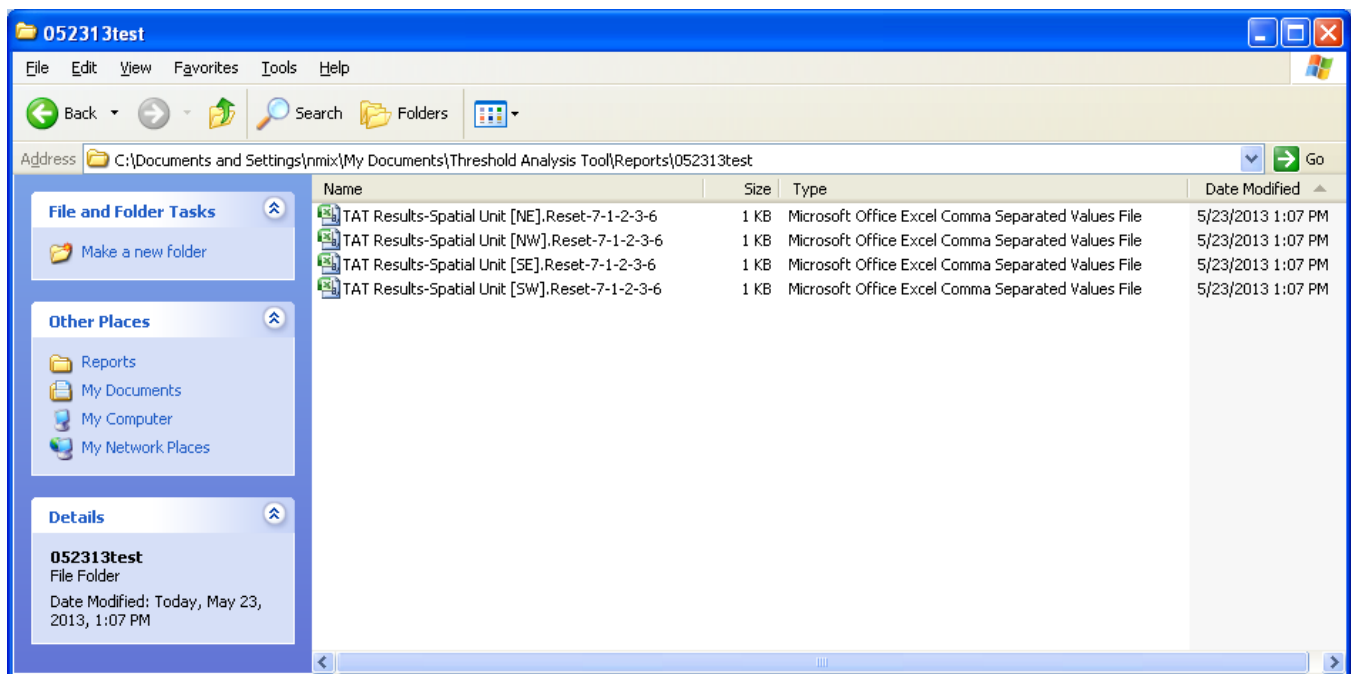 052313test
File Edit View Favorites Tools Help
Back Search Folders
Address C:\Documents and Settings\nmix\My Documents\Threshold Analysis Tool\Reports\052313test Go
File and Folder Tasks
Make a new folder
Other Places
Reports
My Documents
My Computer
My Network Places
Details
052313test
File Folder
Date Modified: Today, May 23,
2013, 1:07 PM
Name Size Type Date Modified
TAT Results-Spatial Unit [NE].Reset-7-1-2-3-6 1 KB Microsoft Office Excel Comma Separated Values File 5/23/2013 1:07 PM
TAT Results-Spatial Unit [NW].Reset-7-1-2-3-6 1 KB Microsoft Office Excel Comma Separated Values File 5/23/2013 1:07 PM
TAT Results-Spatial Unit [SE].Reset-7-1-2-3-6 1 KB Microsoft Office Excel Comma Separated Values File 5/23/2013 1:07 PM
TAT Results-Spatial Unit [SW].Reset-7-1-2-3-6 1 KB Microsoft Office Excel Comma Separated Values File 5/23/2013 1:07 PM